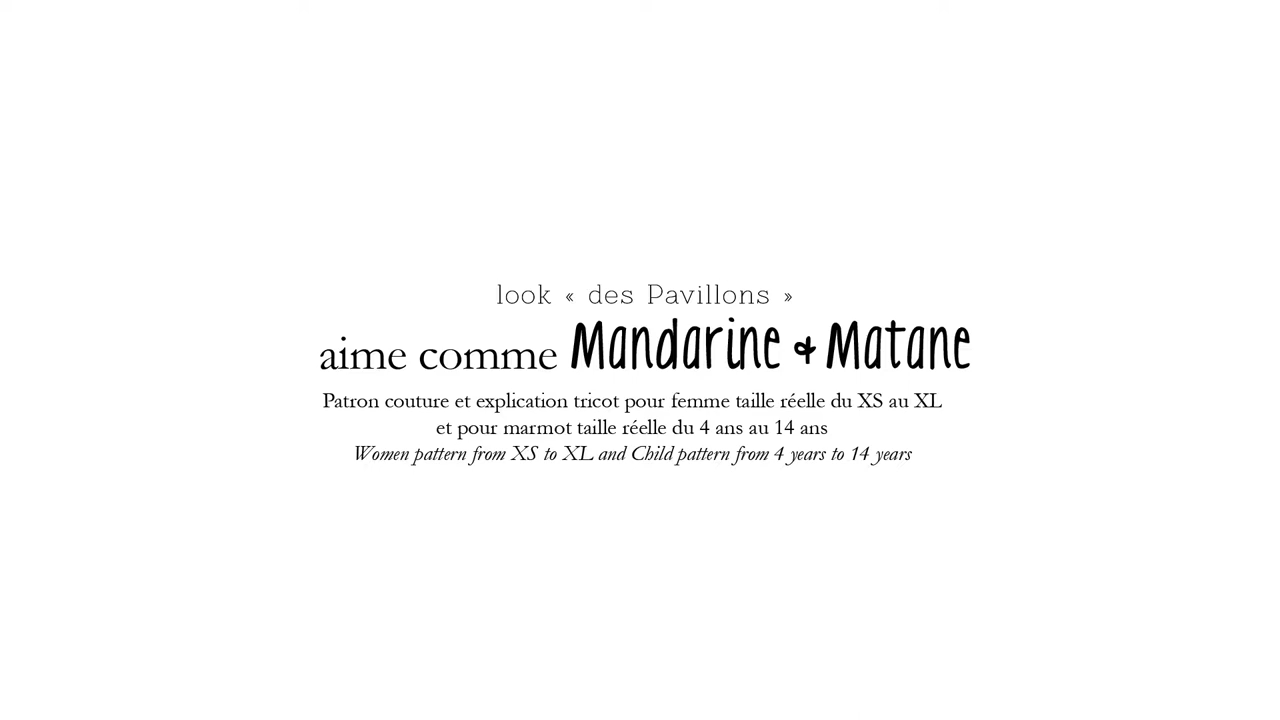 look « des Pavillons »
aime comme Mandarine & Matane
Patron couture et explication tricot pour femme taille réelle du XS au XL
et pour marmot taille réelle du 4 ans au 14 ans
Women pattern from XS to XL and Child pattern from 4 years to 14 years